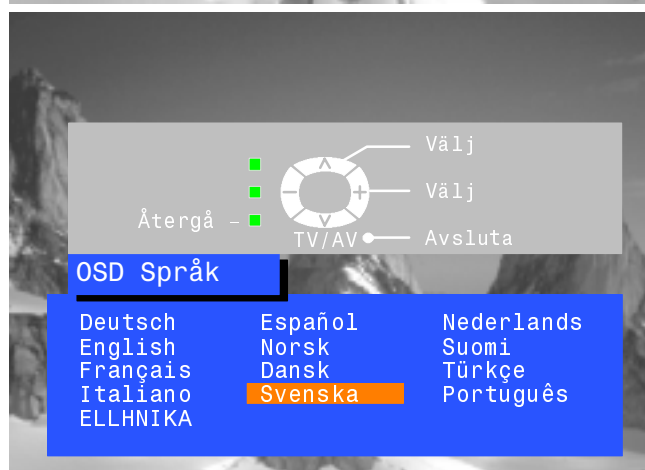 Välj
Välj
Återgå –
TV/AV
Avsluta
OSD Språk
Deutsch Español Nederlands
English Norsk Suomi
Français Dansk Türkçe
Italiano Svenska Português
ELLHNIKA